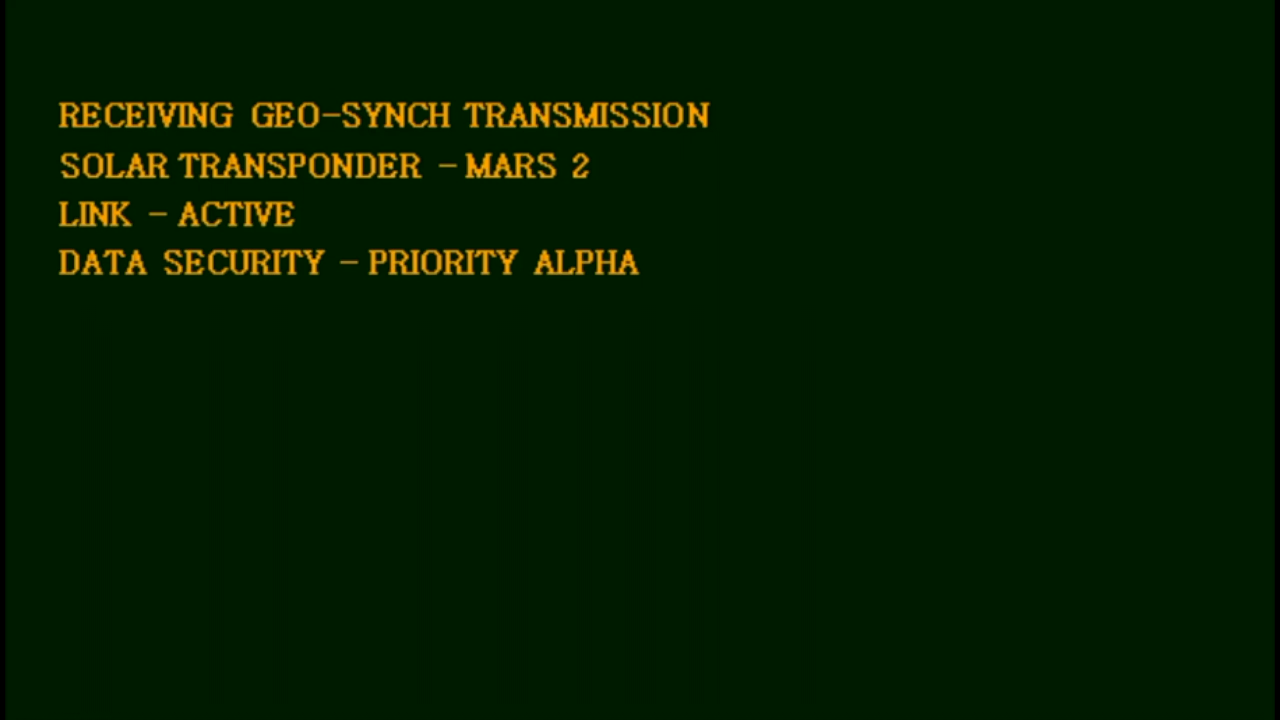 RECEIVING GEO-SYNCH TRANSMISSION
SOLAR TRANSPONDER - MARS 2
LINK - ACTIVE
DATA SECURITY - PRIORITY ALPHA